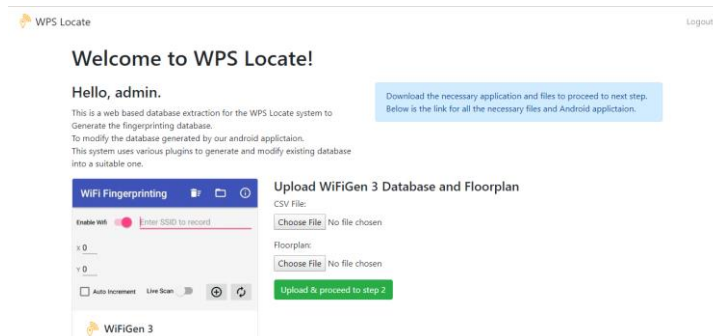 WPS Locate
Logout
Welcome to WPS Locate!
Hello, admin.
This is a web based database extraction for the WPS Locate system to
Generate the fingerprinting database.
To modify the database generated by our android applictaion.
This system uses various plugins to generate and modify existing database
into a suitable one.
Download the necessary application and files to proceed to next step.
Below is the link for all the necessary files and Android applictaion.
WiFi Fingerprinting
Enable Wifi
Enter SSID to record
X 0
Y 0
Auto Increment Live Scan
WiFiGen 3
Upload WiFiGen 3 Database and Floorplan
CSV File:
Choose File No file chosen
Floorplan:
Choose File No file chosen
Upload & proceed to step 2